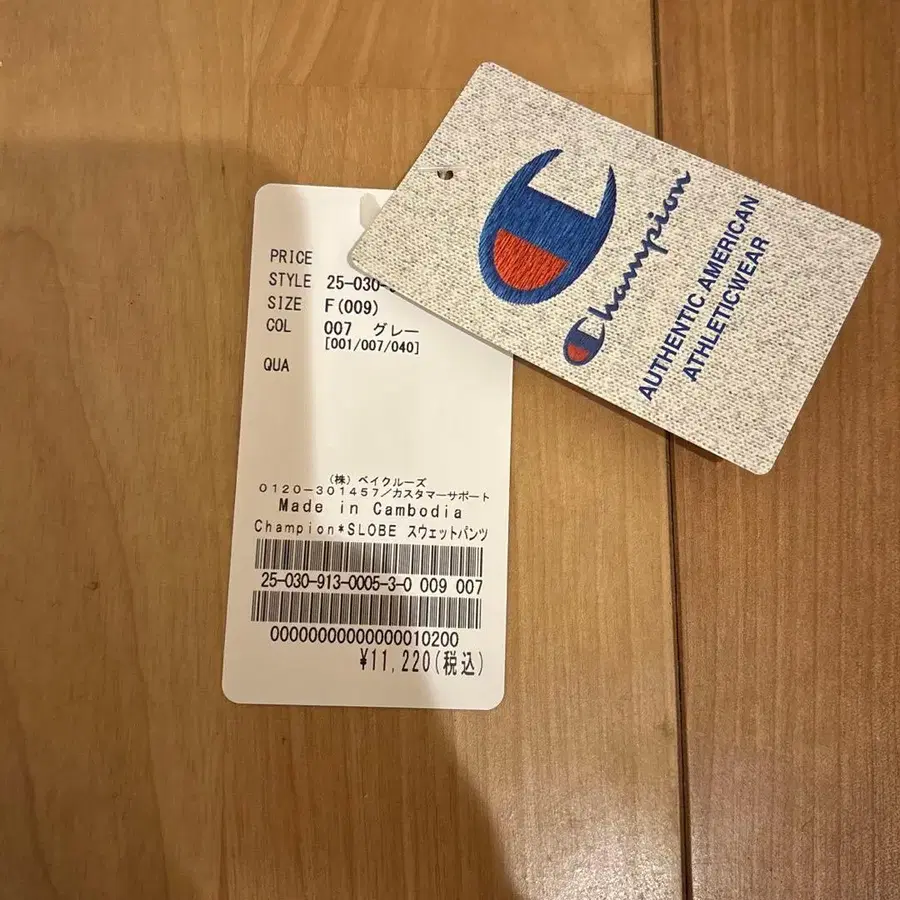 PRICE
STYLE 25-030-
SIZE F(009)
COL 007 グレー
[001/007/040]
QUA
(株)ベイクルーズ
0120-301457/カスタマーサポート
Made in Cambodia
Champion*SLOBE スウェットパンツ
25-030-913-0005-3-0 009 007
00000000000000010200
¥11,220(税込)
Champion
AUTHENTIC AMERICAN
ATHLETICWEAR